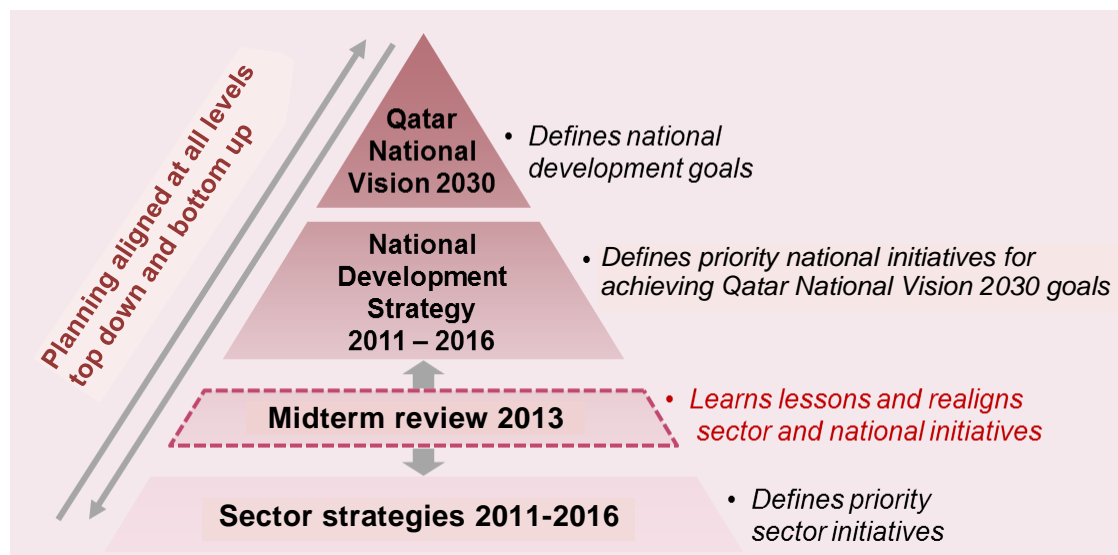 Planning aligned at all levels
top down and bottom up
Qatar
National
Vision 2030
• Defines national
development goals
National
Development
Strategy
2011 – 2016
• Defines priority national initiatives for
achieving Qatar National Vision 2030 goals
Midterm review 2013
• Learns lessons and realigns
sector and national initiatives
Sector strategies 2011-2016
• Defines priority
sector initiatives